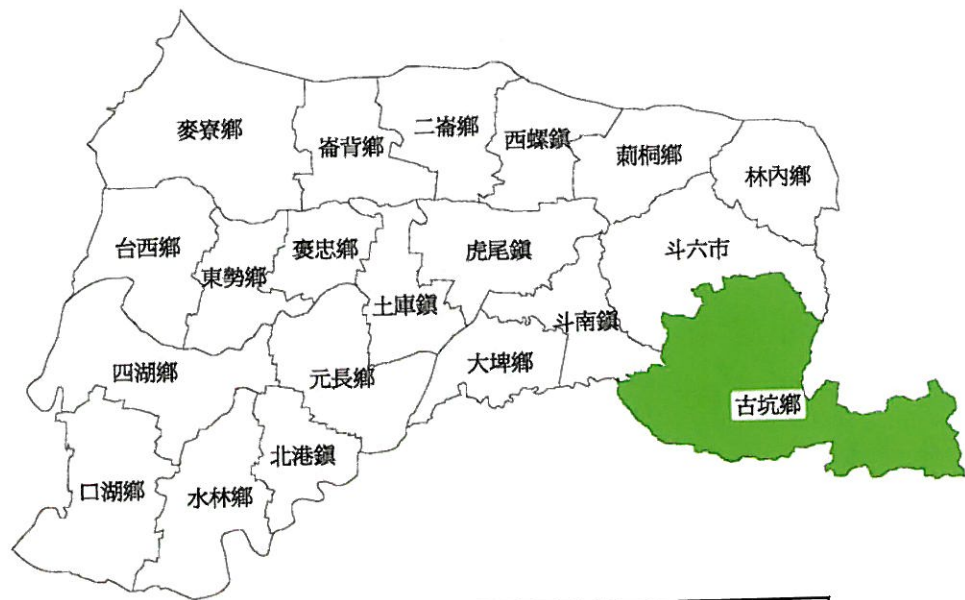 麥寮鄉
崙背鄉
二崙鄉
西螺鎮
莿桐鄉
林內鄉
台西鄉
東勢鄉
褒忠鄉
土庫鎮
虎尾鎮
斗南鎮
斗六市
四湖鄉
元長鄉
大埤鄉
古坑鄉
口湖鄉
水林鄉
北港鎮